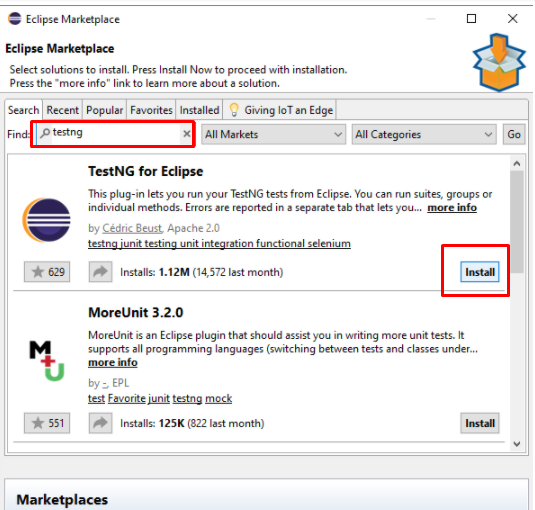 Eclipse Marketplace
Eclipse Marketplace
Select solutions to install. Press Install Now to proceed with installation.
Press the "more info" link to learn more about a solution.
Search Recent Popular Favorites Installed Giving IoT an Edge
Find: testng All Markets All Categories Go
TestNG for Eclipse
This plug-in lets you run your TestNG tests from Eclipse. You can run suites, groups or
individual methods. Errors are reported in a separate tab that lets you... more info
by Cédric Beust, Apache 2.0
testng junit testing unit integration functional selenium
629 Installs: 1.12M (14,572 last month) Install
MoreUnit 3.2.0
MoreUnit is an Eclipse plugin that should assist you in writing more unit tests. It
supports all programming languages (switching between tests and classes under...
more info
by -, EPL
test Favorite junit testng mock
551 Installs: 125K (822 last month) Install
Marketplaces